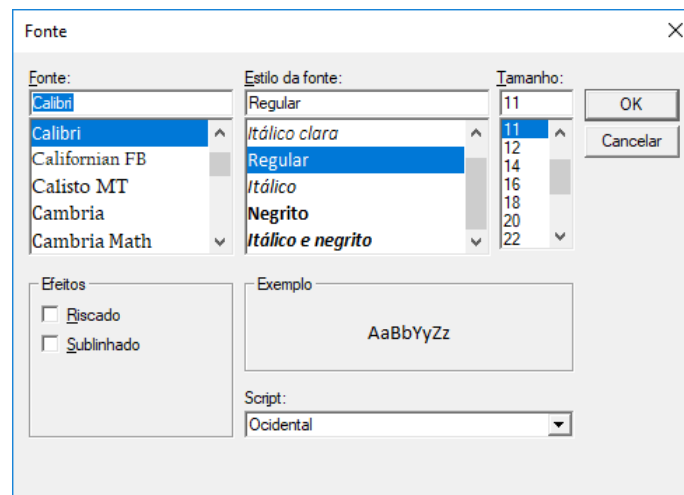 Fonte
Fonte:
Calibri
Calibri
Californian FB
Calisto MT
Cambria
Cambria Math
Estilo da fonte:
Regular
Itálico clara
Regular
Itálico
Negrito
Itálico e negrito
Tamanho:
11
11
12
14
16
18
20
22
OK
Cancelar
Efeitos
Riscado
Sublinhado
Exemplo
AaBbYyZz
Script:
Ocidental